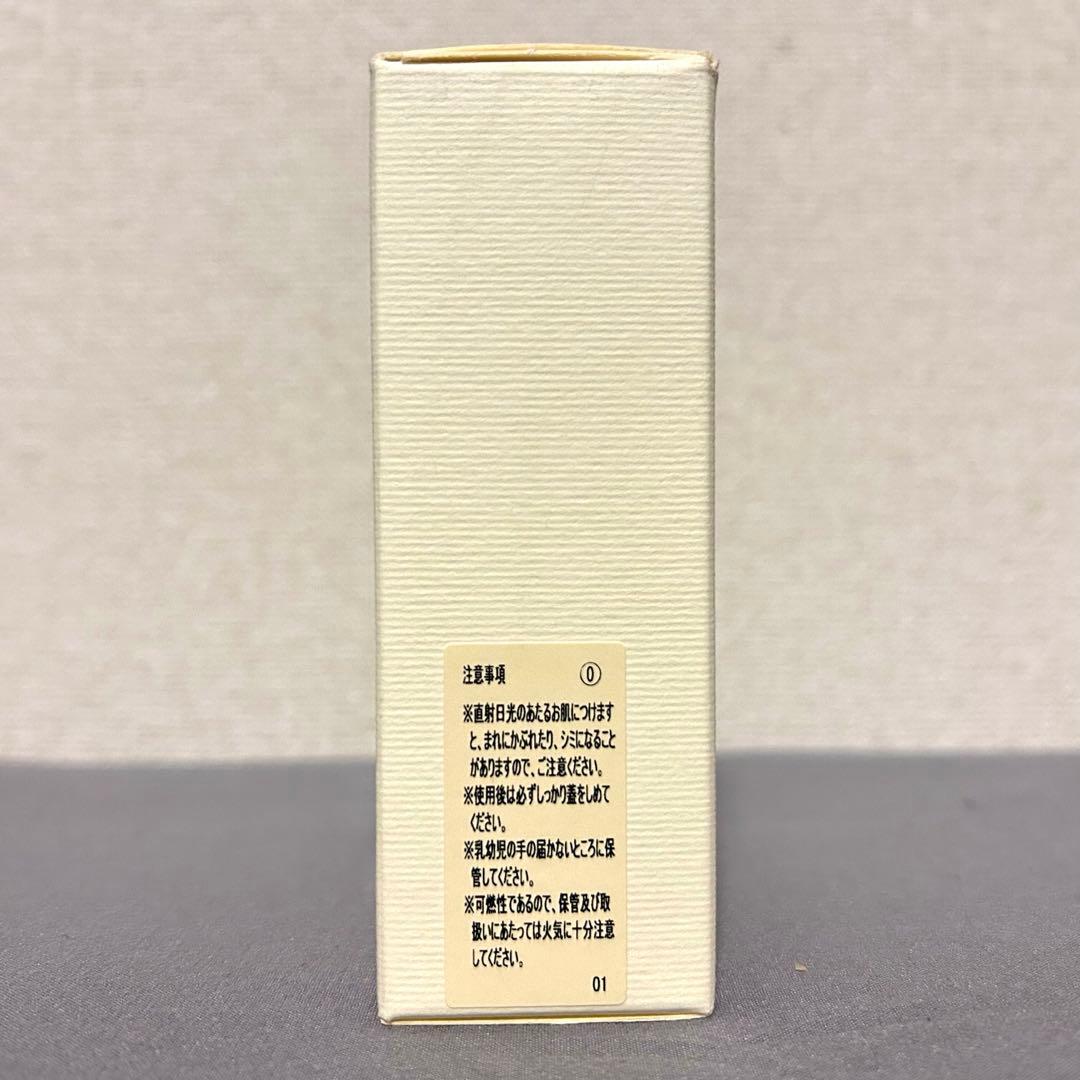 注意事項 ⓪
※直射日光のあたるお肌につけます
と、まれにかぶれたり、シミになること
がありますので、ご注意ください。
※使用後は必ずしっかり蓋をしめて
ください。
※乳幼児の手の届かないところに保
管してください。
※可燃性であるので、保管及び取
扱いにあたっては火気に十分注意
してください。
01